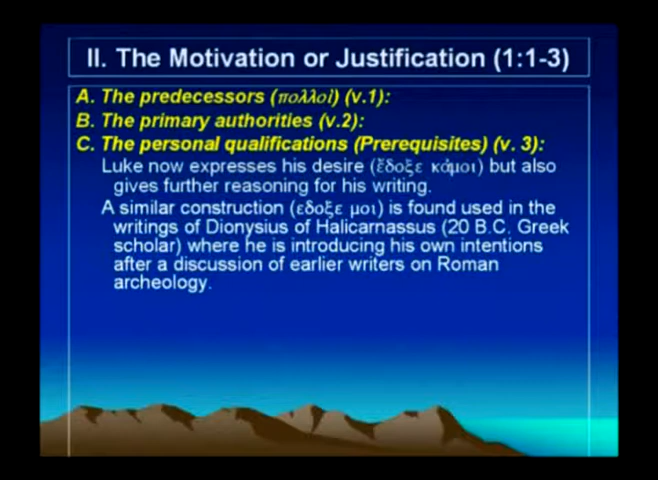 II. The Motivation or Justification (1:1-3)
A. The predecessors (πολλοὶ) (v.1):
B. The primary authorities (v.2):
C. The personal qualifications (Prerequisites) (v. 3):
Luke now expresses his desire (ἔδοξε κἀμοι) but also
gives further reasoning for his writing.
A similar construction (εδοξε μοι) is found used in the
writings of Dionysius of Halicarnassus (20 B.C. Greek
scholar) where he is introducing his own intentions
after a discussion of earlier writers on Roman
archeology.